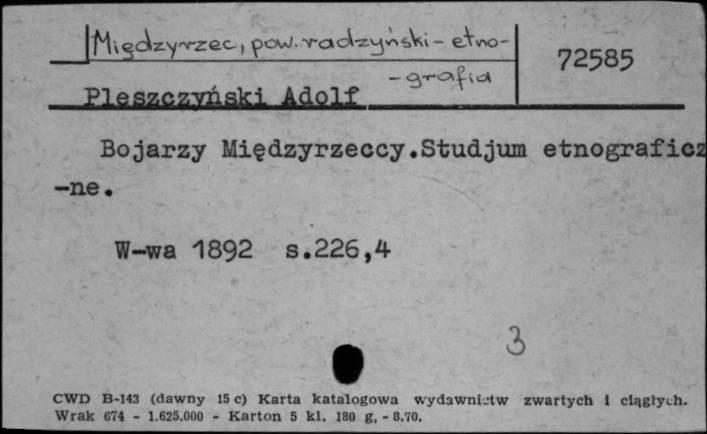 Międzyrzec, pow. radzyński - etno-
- grafia
72585
Pleszczyński Adolf
Bojarzy Międzyrzeccy.Studjum etnograficz
-ne.
W-wa 1892 s.226,4
3
CWD B-143 (dawny 15 c) Karta katalogowa wydawnictw zwartych i ciągłych.
Wrak 674 - 1.625.000 - Karton 5 kl. 180 g. - 8.70.